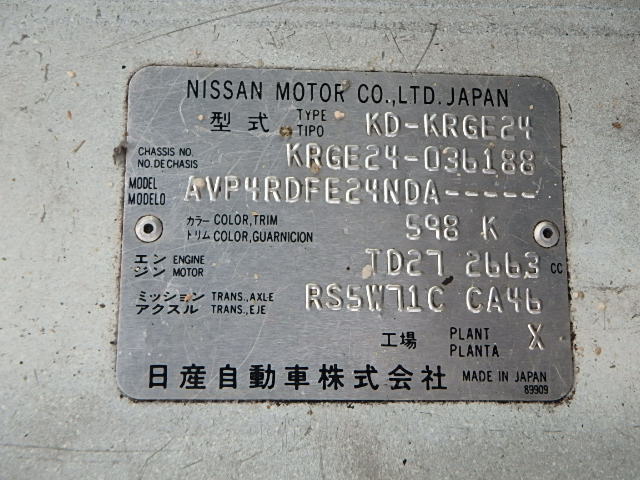 NISSAN MOTOR CO.,LTD. JAPAN
型式 TYPE TIPO KD-KRGE24
CHASSIS NO. NO. DE CHASIS KRGE24-036188
MODEL MODELO AVP4RDFE24NDA-----
カラー COLOR,TRIM トリム COLOR,GUARNICION 598 K
エンジン ENGINE MOTOR TD27 2663 CC
ミッション TRANS.,AXLE アクスル TRANS.,EJE RS5W71C CA46
工場 PLANT PLANTA X
日産自動車株式会社 MADE IN JAPAN
89909